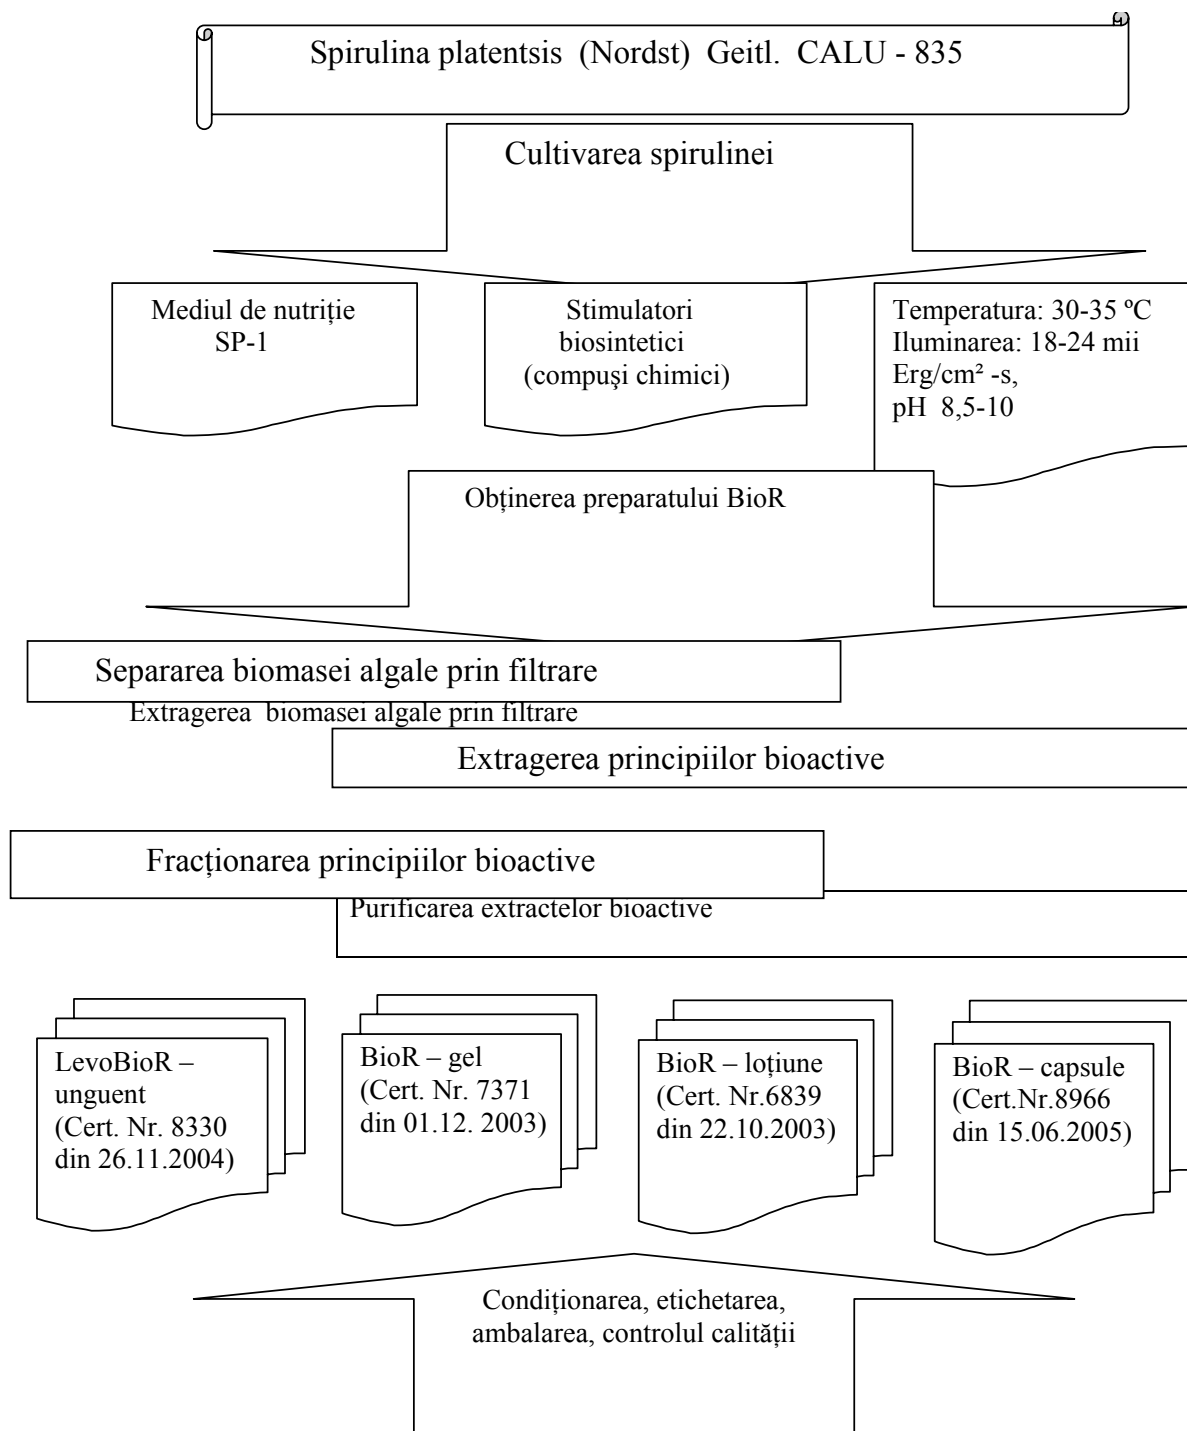 Spirulina platentsis (Nordst) Geitl. CALU - 835
Cultivarea spirulinei
Mediul de nutriție
SP-1
Stimulatori
biosintetici
(compuşi chimici)
Temperatura: 30-35 ºC
Iluminarea: 18-24 mii
Erg/cm² -s,
pH 8,5-10
Obținerea preparatului BioR
Separarea biomasei algale prin filtrare
Extragerea biomasei algale prin filtrare
Extragerea principiilor bioactive
Fracționarea principiilor bioactive
Purificarea extractelor bioactive
LevoBioR –
unguent
(Cert. Nr. 8330
din 26.11.2004)
BioR – gel
(Cert. Nr. 7371
din 01.12. 2003)
BioR – loțiune
(Cert. Nr.6839
din 22.10.2003)
BioR – capsule
(Cert.Nr.8966
din 15.06.2005)
Condiționarea, etichetarea,
ambalarea, controlul calității